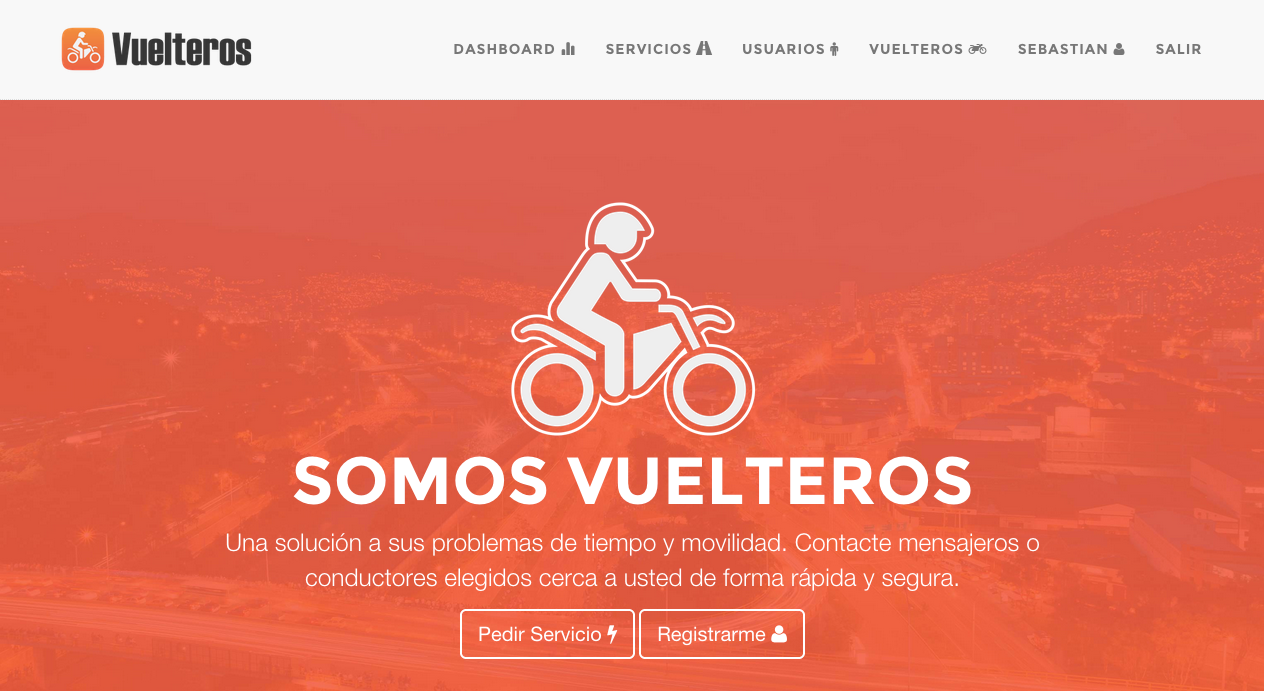 Vuelteros
DASHBOARD SERVICIOS USUARIOS VUELTEROS SEBASTIAN SALIR
SOMOS VUELTEROS
Una solución a sus problemas de tiempo y movilidad. Contacte mensajeros o
conductores elegidos cerca a usted de forma rápida y segura.
Pedir Servicio Registrarme